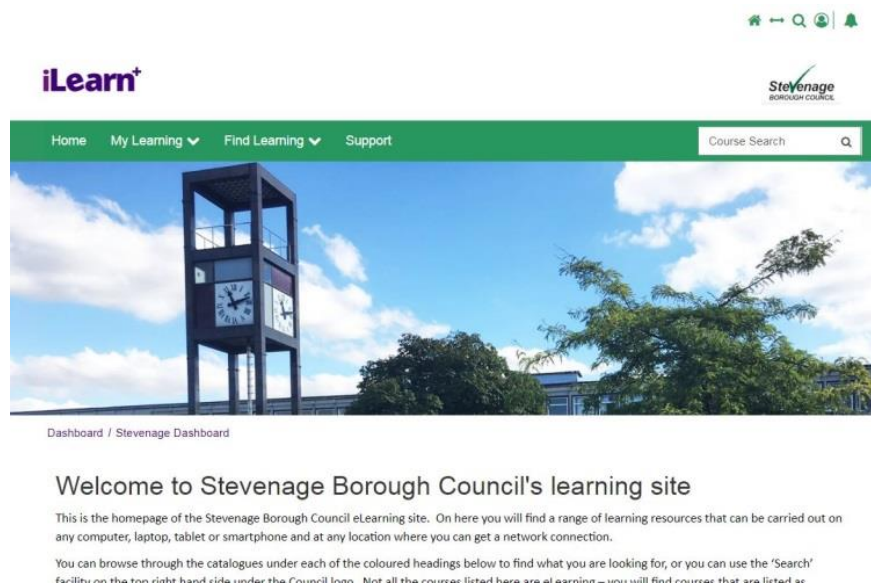 iLearn+
Stevenage
BOROUGH COUNCIL
Home My Learning Find Learning Support Course Search
Dashboard / Stevenage Dashboard
Welcome to Stevenage Borough Council's learning site
This is the homepage of the Stevenage Borough Council eLearning site. On here you will find a range of learning resources that can be carried out on
any computer, laptop, tablet or smartphone and at any location where you can get a network connection.
You can browse through the catalogues under each of the coloured headings below to find what you are looking for, or you can use the 'Search'
facility on the top right hand side under the Council logo. Not all the courses listed here are eLearning – you will find courses that are listed as